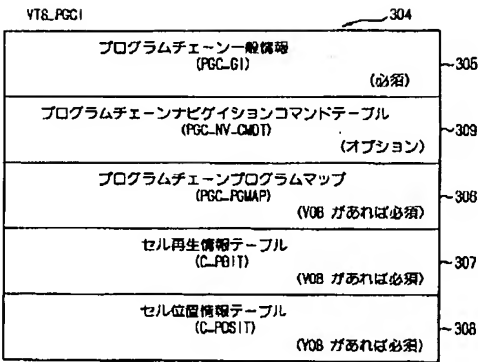 VTS_PGCI 304
プログラムチェーン一般情報
(PGC_GI)
(必須)
305
プログラムチェーンナビゲイションコマンドテーブル
(PGC_NV_CMDT)
(オプション)
309
プログラムチェーンプログラムマップ
(PGC_PGMAP)
(VOB があれば必須)
306
セル再生情報テーブル
(C_PBIT)
(VOB があれば必須)
307
セル位置情報テーブル
(C_POSIT)
(VOB があれば必須)
308